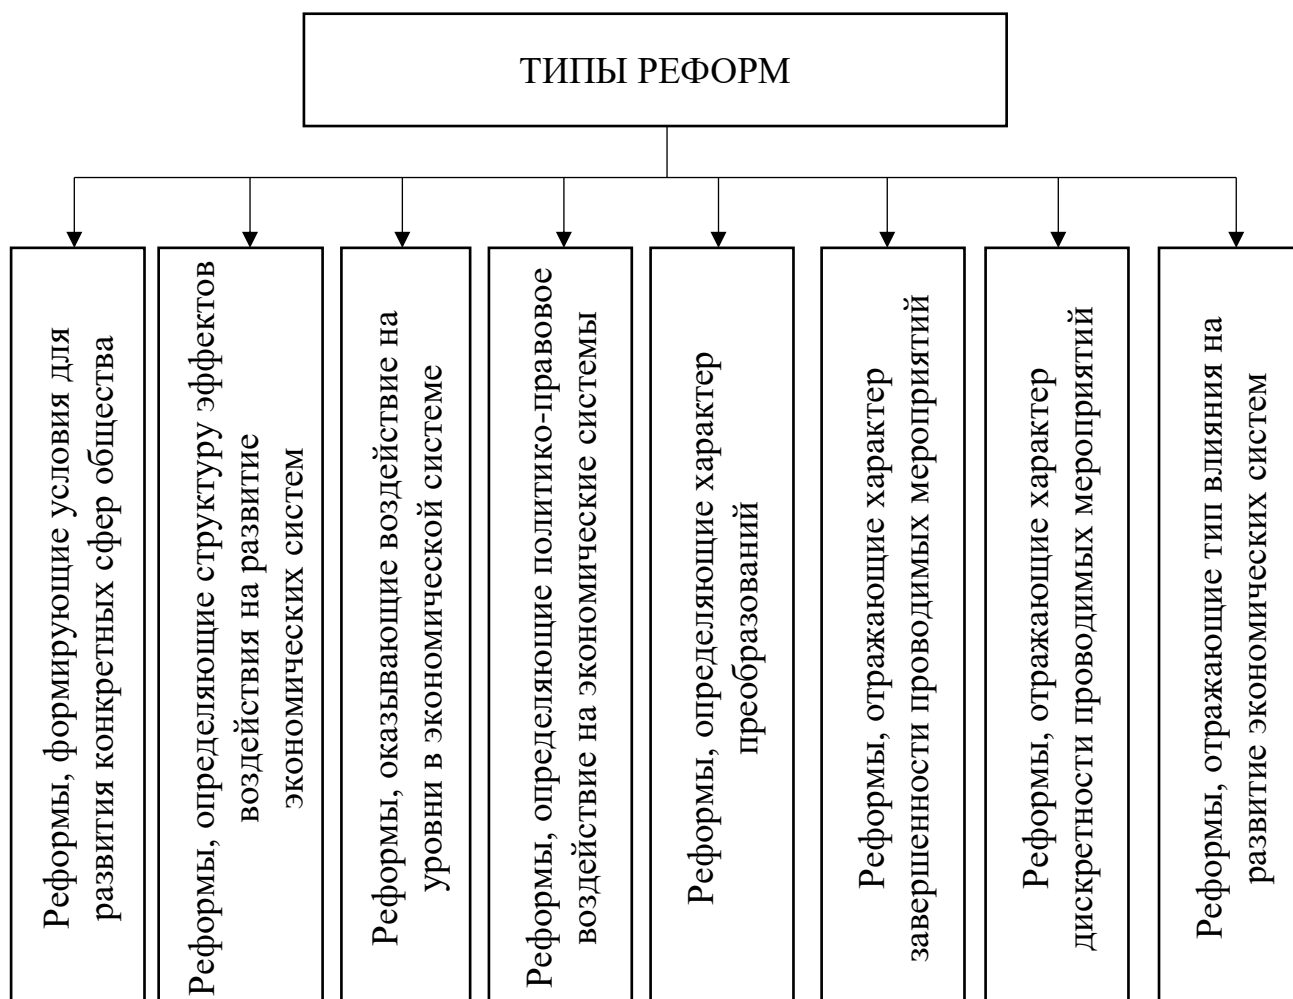 ТИПЫ РЕФОРМ
Реформы, формирующие условия для
развития конкретных сфер общества
Реформы, определяющие структуру эффектов
воздействия на развитие
экономических систем
Реформы, оказывающие воздействие на
уровни в экономической системе
Реформы, определяющие политико-правовое
воздействие на экономические системы
Реформы, определяющие характер
преобразований
Реформы, отражающие характер
завершенности проводимых мероприятий
Реформы, отражающие характер
дискретности проводимых мероприятий
Реформы, отражающие тип влияния на
развитие экономических систем